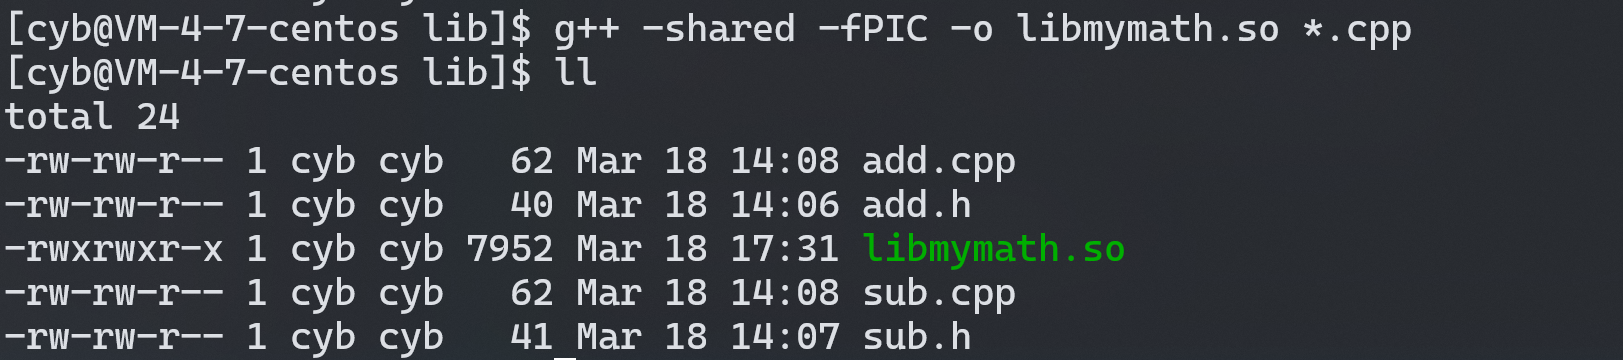 [cyb@VM-4-7-centos lib]$ g++ -shared -fPIC -o libmymath.so *.cpp
[cyb@VM-4-7-centos lib]$ ll
total 24
-rw-rw-r-- 1 cyb cyb   62 Mar 18 14:08 add.cpp
-rw-rw-r-- 1 cyb cyb   40 Mar 18 14:06 add.h
-rwxrwxr-x 1 cyb cyb 7952 Mar 18 17:31 libmymath.so
-rw-rw-r-- 1 cyb cyb   62 Mar 18 14:08 sub.cpp
-rw-rw-r-- 1 cyb cyb   41 Mar 18 14:07 sub.h